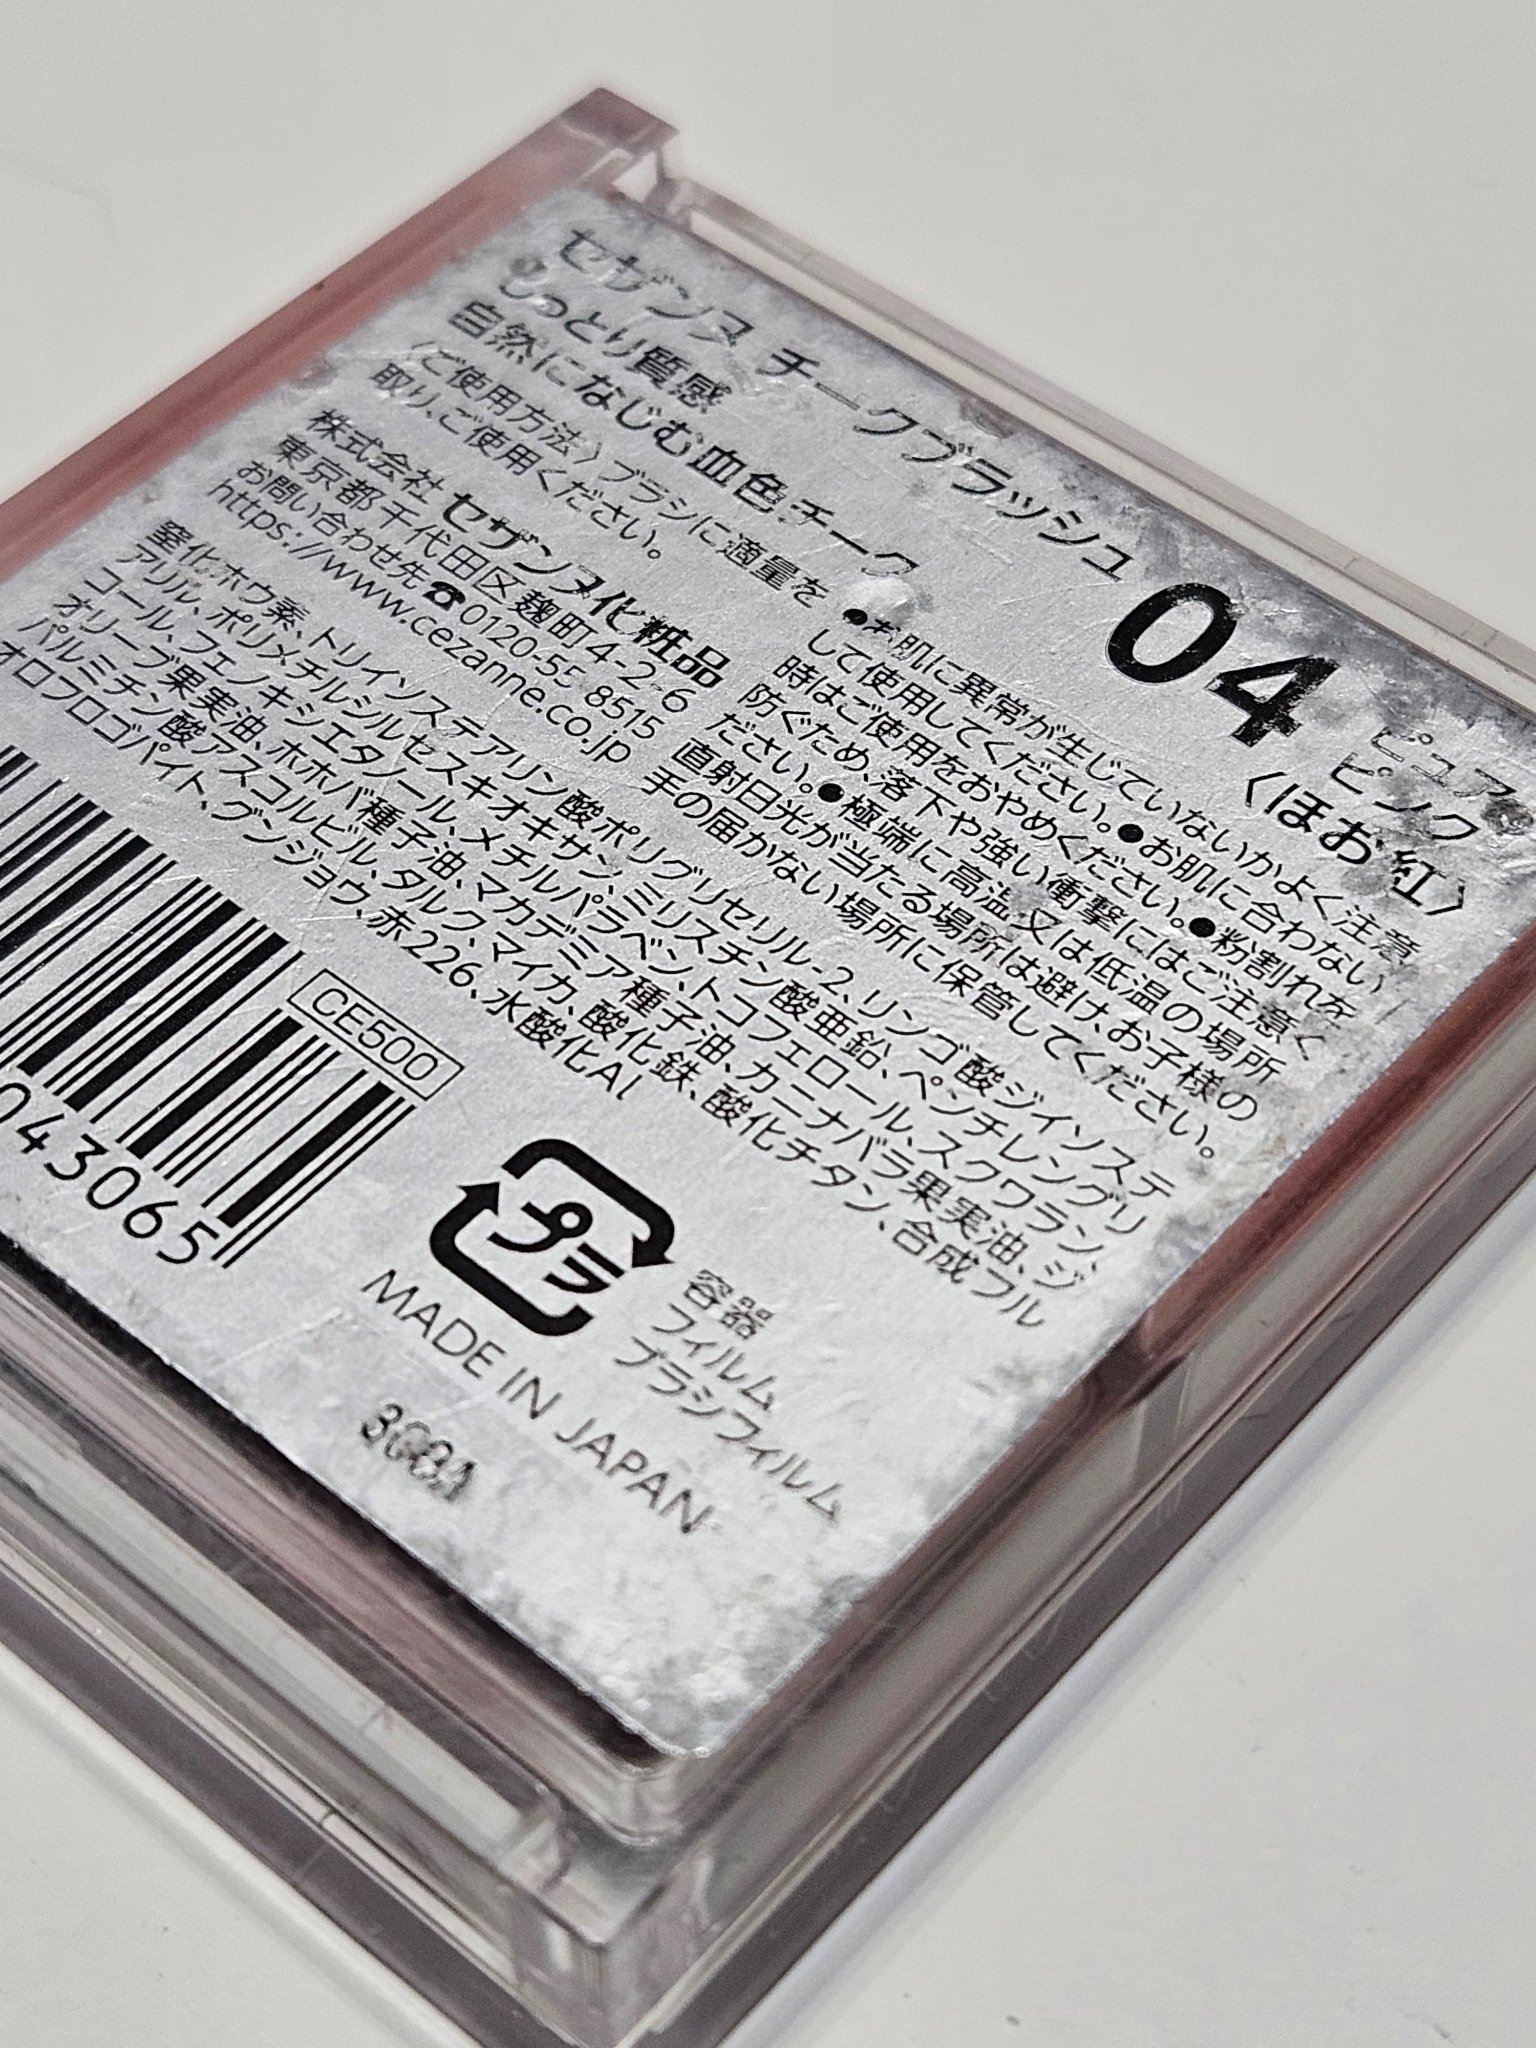 セザンヌ チークブラッシュ
しっとり質感
自然になじむ血色チーク
04 ピュア
ピンク
〈ほお紅〉
〈ご使用方法〉ブラシに適量を
取り、ご使用ください。
株式会社 セザンヌ化粧品
東京都千代田区麹町4-2-6
お問い合わせ先☎0120-55 8515
https://www.cezanne.co.jp
●お肌に異常が生じていないかよく注意
して使用してください。●お肌に合わない
時はご使用をおやめください。●粉割れを
防ぐため、落下や強い衝撃にはご注意く
ださい。●極端に高温又は低温の場所、
直射日光が当たる場所は避け、お子様の
手の届かない場所に保管してください。
窒化ホウ素、トリイソステアリン酸ポリグリセリル-2、リンゴ酸ジイソステ
アリル、ポリメチルシルセスキオキサン、ミリスチン酸亜鉛、ペンチレングリ
コール、フェノキシエタノール、メチルパラベン、トコフェロール、スクワラン、
オリーブ果実油、ホホバ種子油、マカデミア種子油、カニナバラ果実油、ジ
パルミチン酸アスコルビル、タルク、マイカ、酸化鉄、酸化チタン、合成フル
オロフロゴパイト、グンジョウ、赤226、水酸化Al
CE500
043065
プラ
容器
フィルム
ブラシフィルム
MADE IN JAPAN